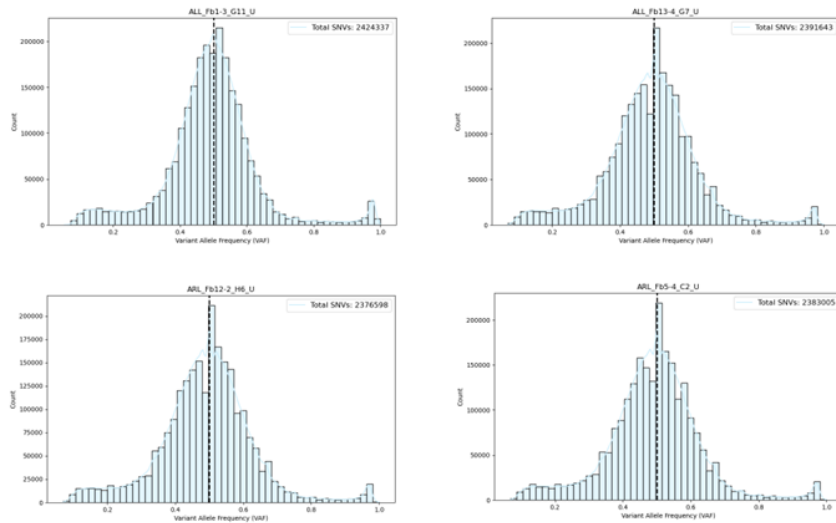 ALL_Fb1-3_G11_U
Total SNVs: 2424337
Count
200000
150000
100000
50000
0
0.2
0.4
0.6
0.8
1.0
Variant Allele Frequency (VAF)
ALL_Fb13-4_G7_U
Total SNVs: 2391643
Count
200000
150000
100000
50000
0
0.2
0.4
0.6
0.8
1.0
Variant Allele Frequency (VAF)
ARL_Fb12-2_H6_U
Total SNVs: 2376598
Count
200000
175000
150000
125000
100000
75000
50000
25000
0
0.2
0.4
0.6
0.8
1.0
Variant Allele Frequency (VAF)
ARL_Fb5-4_C2_U
Total SNVs: 2383005
Count
200000
150000
100000
50000
0
0.2
0.4
0.6
0.8
1.0
Variant Allele Frequency (VAF)